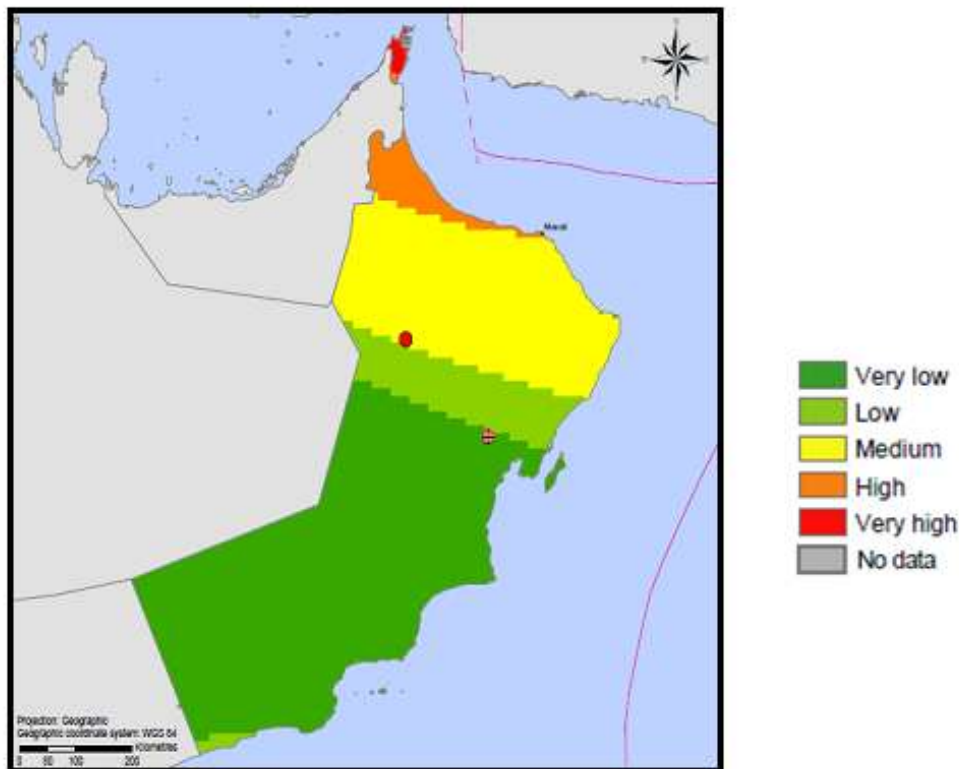 Muscat
Very low
Low
Medium
High
Very high
No data
Projection: Geographic
Geographic coordinate system: WGS 84
Kilometres
0 50 100 200